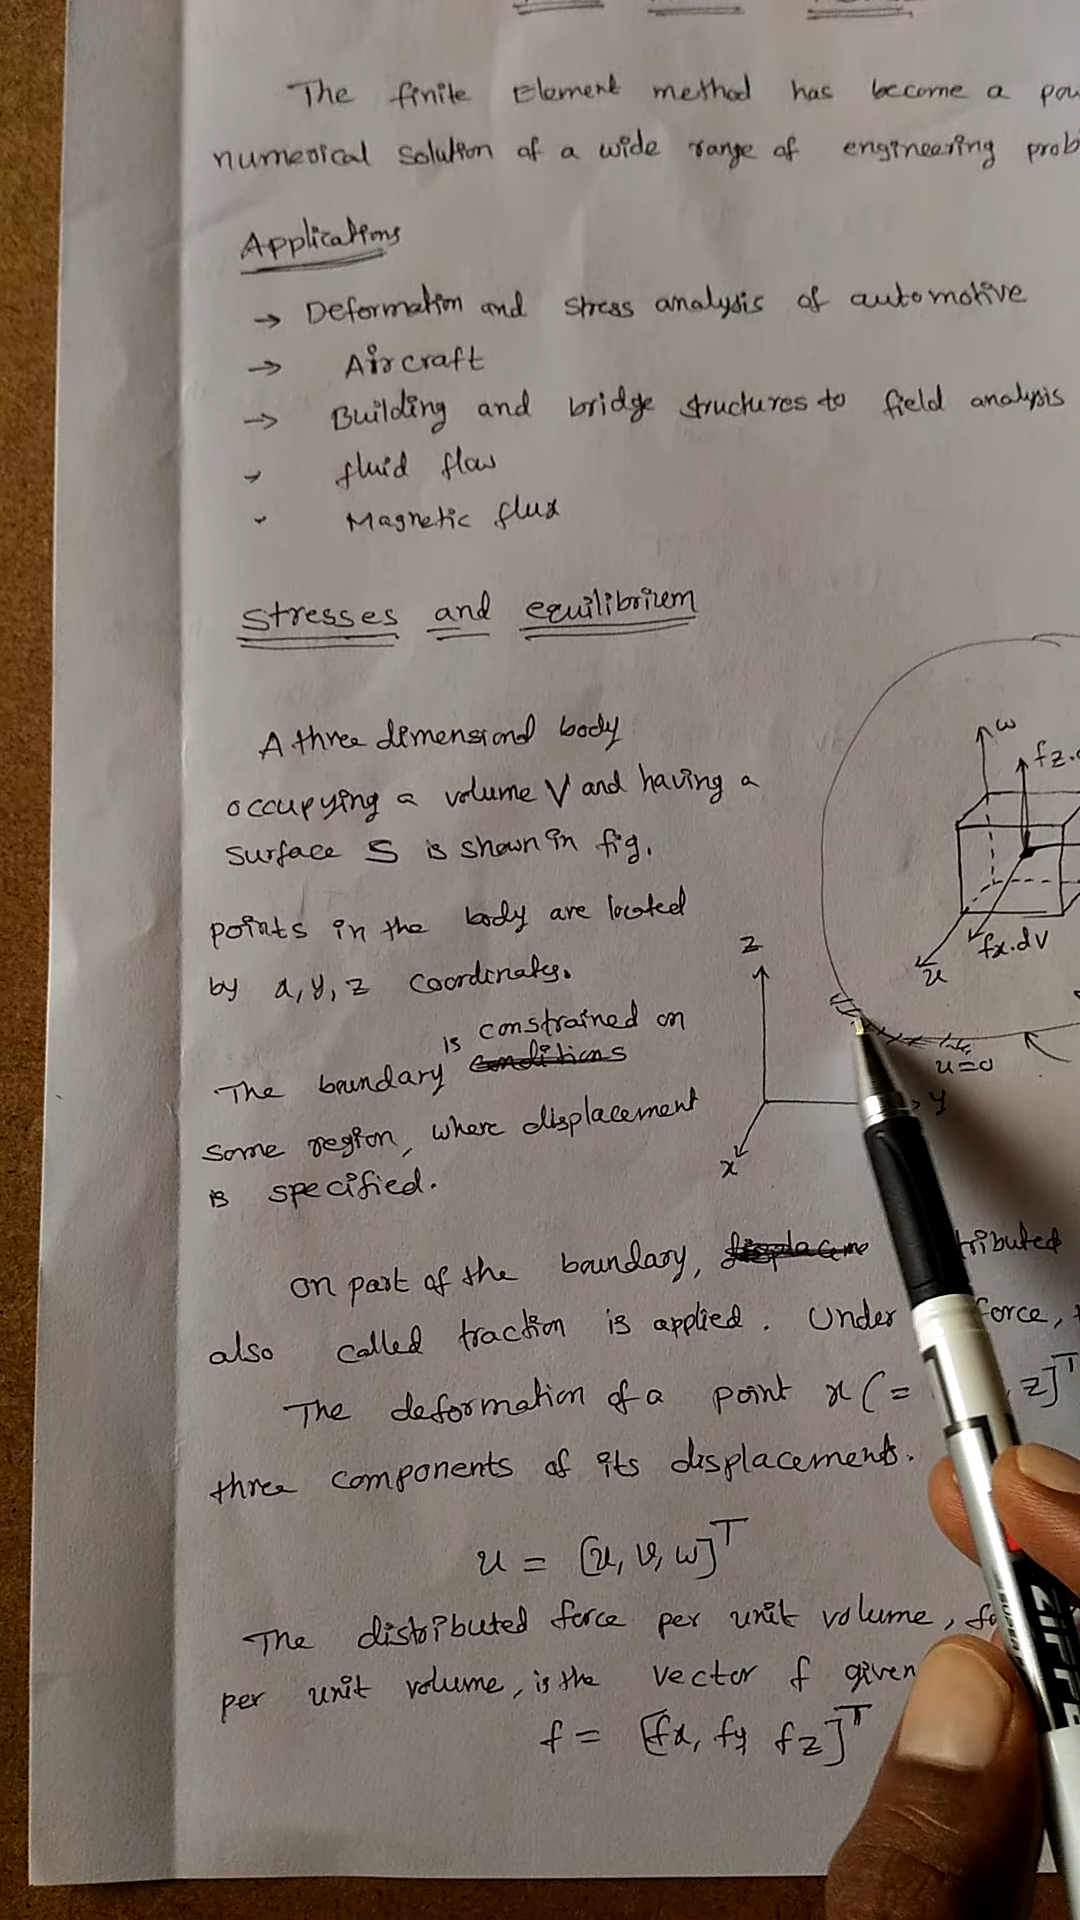 The finite Element method has become a
numerical solution of a wide range of engineering
Applications
→ Deformation and stress analysis of automotive
→ Aircraft
→ Building and bridge structures to field analysis
fluid flow
Magnetic flux
Stresses and equilibrium
A three dimensional body
occupying a volume V and having a
surface S is shown in fig.
points in the body are located
by x, y, z coordinates.
is constrained on
The boundary conditions
some region, where displacement
is specified.
w
fz.
fx.dV
u
z
u=0
y
x
on part of the boundary, displaceme
also called traction is applied. Under force,
The deformation of a point x (= , z]ᵀ
three components of its displacements.
u = [u, v, w]ᵀ
The distributed force per unit volume,
per unit volume, is the vector f given
f = [fx, fy, fz]ᵀ